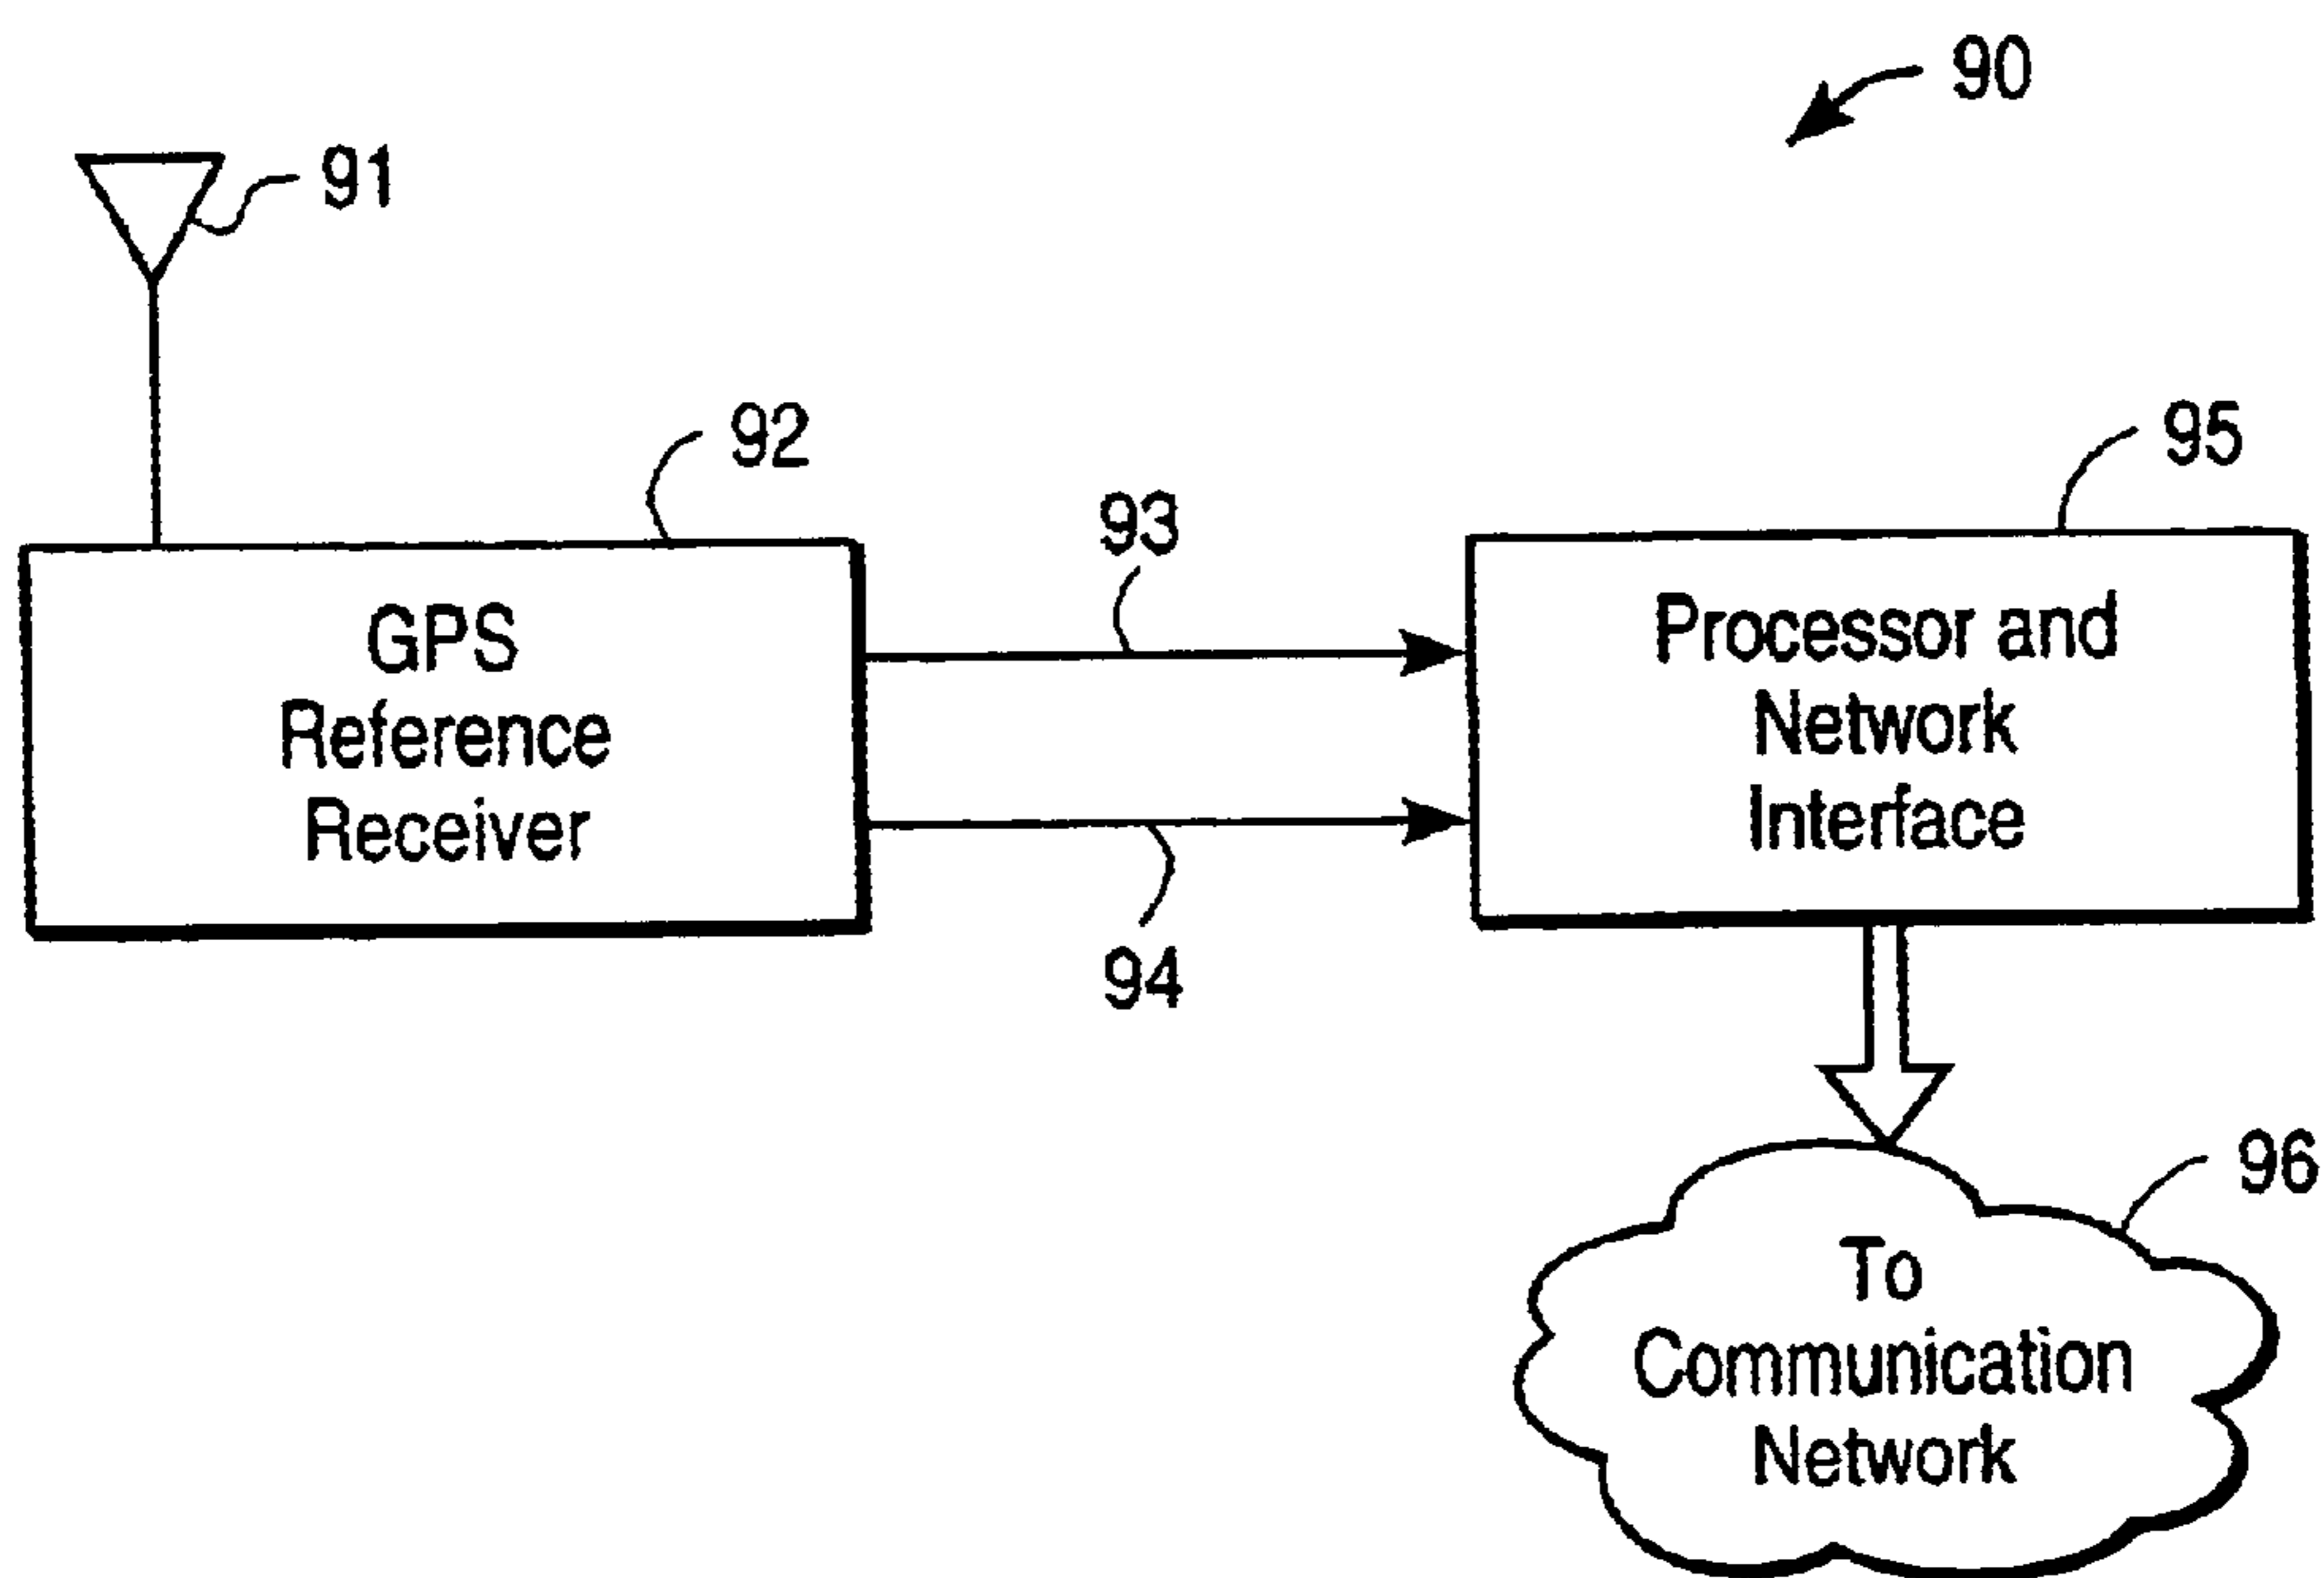 90
91
92
93
95
GPS
Reference
Receiver
Processor and
Network
Interface
94
96
To
Communication
Network